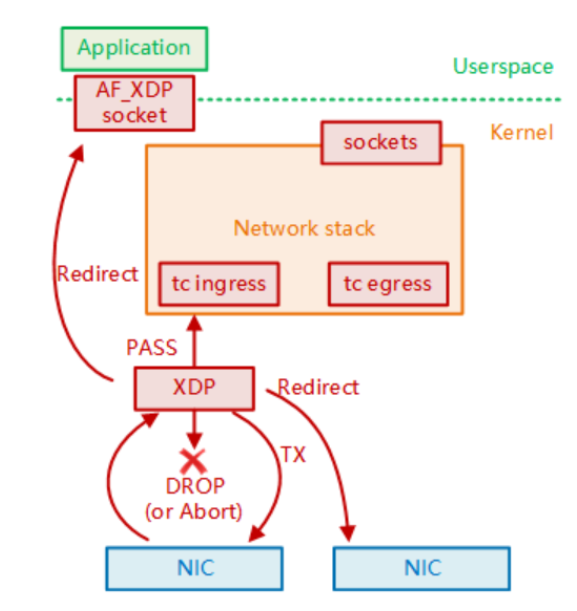 Application
Userspace
AF_XDP
socket
Kernel
sockets
Network stack
Redirect
tc ingress
tc egress
PASS
XDP
Redirect
TX
DROP
(or Abort)
NIC
NIC